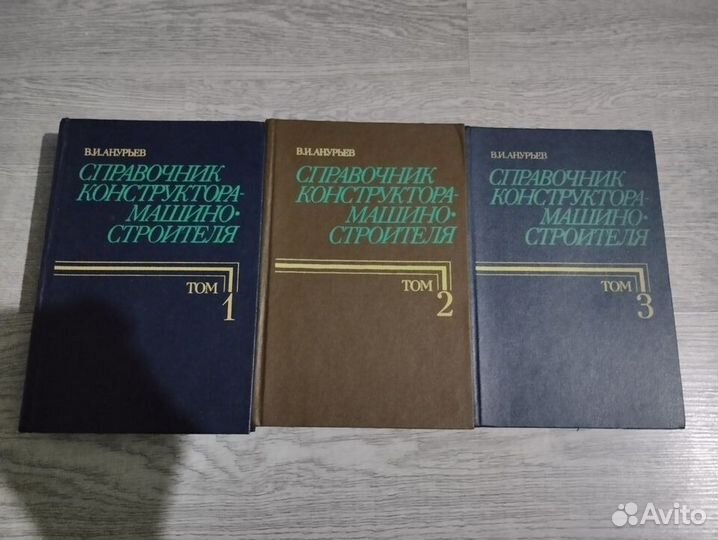 В.И.АНУРЬЕВ
СПРАВОЧНИК
КОНСТРУКТОРА-
МАШИНО-
СТРОИТЕЛЯ
ТОМ 1
В.И.АНУРЬЕВ
СПРАВОЧНИК
КОНСТРУКТОРА-
МАШИНО-
СТРОИТЕЛЯ
ТОМ 2
В.И.АНУРЬЕВ
СПРАВОЧНИК
КОНСТРУКТОРА-
МАШИНО-
СТРОИТЕЛЯ
ТОМ 3
Avito